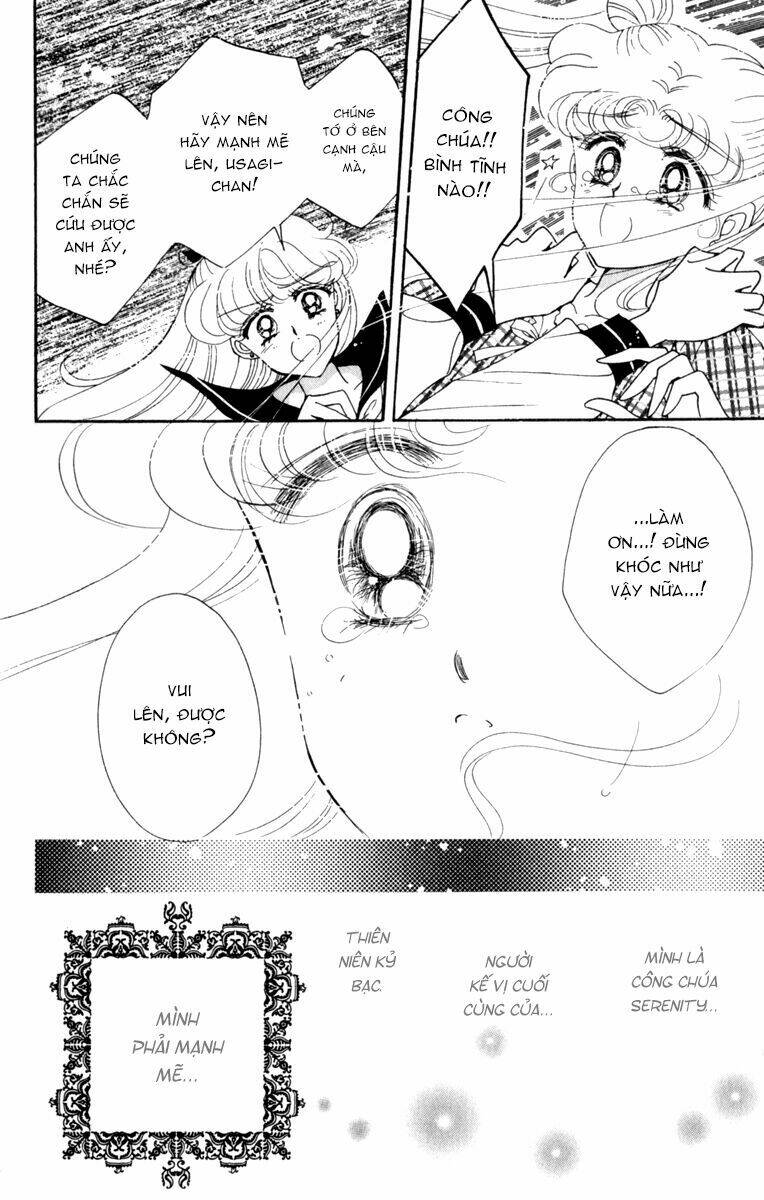 CÔNG
CHÚA!!
BÌNH TĨNH
NÀO!!
CHÚNG
TỚ Ở BÊN
CẠNH CẬU
MÀ,
VẬY NÊN
HÃY MẠNH MẼ
LÊN, USAGI-
CHAN!
CHÚNG
TA CHẮC
CHẮN SẼ
CỨU ĐƯỢC
ANH ẤY,
NHÉ?
...LÀM
ƠN...! ĐỪNG
KHÓC NHƯ
VẬY NỮA...!
VUI
LÊN, ĐƯỢC
KHÔNG?
MÌNH LÀ
CÔNG CHÚA
SERENITY...
NGƯỜI
KẾ VỊ CUỐI
CÙNG CỦA...
THIÊN
NIÊN KỶ
BẠC.
MÌNH
PHẢI MẠNH
MẼ...